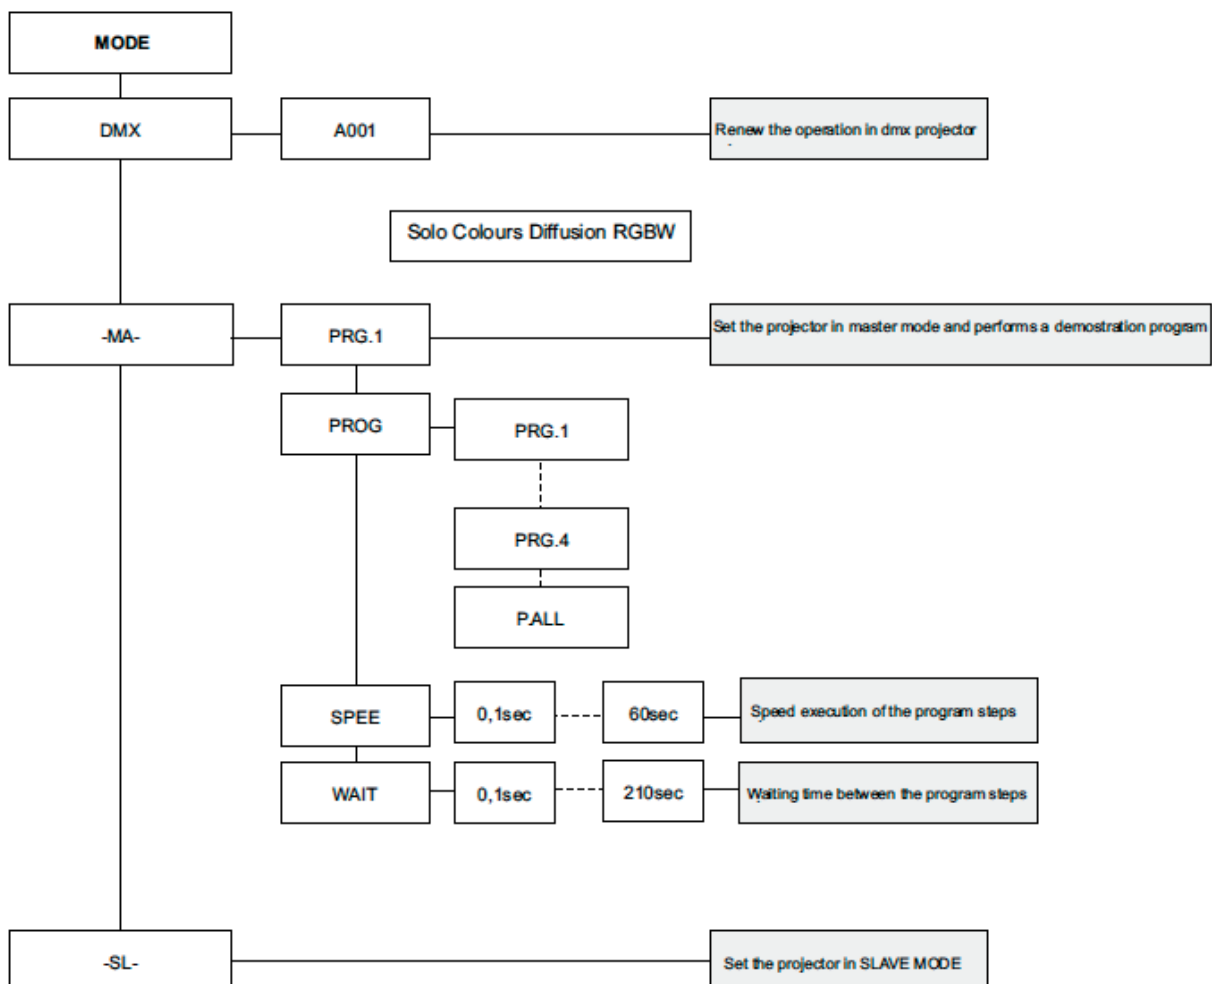 MODE
DMX
A001
Renew the operation in dmx projector
Solo Colours Diffusion RGBW
-MA-
PRG.1
Set the projector in master mode and performs a demostration program
PROG
PRG.1
PRG.4
P.ALL
SPEE
0,1sec
60sec
Speed execution of the program steps
WAIT
0,1sec
210sec
Waiting time between the program steps
-SL-
Set the projector in SLAVE MODE